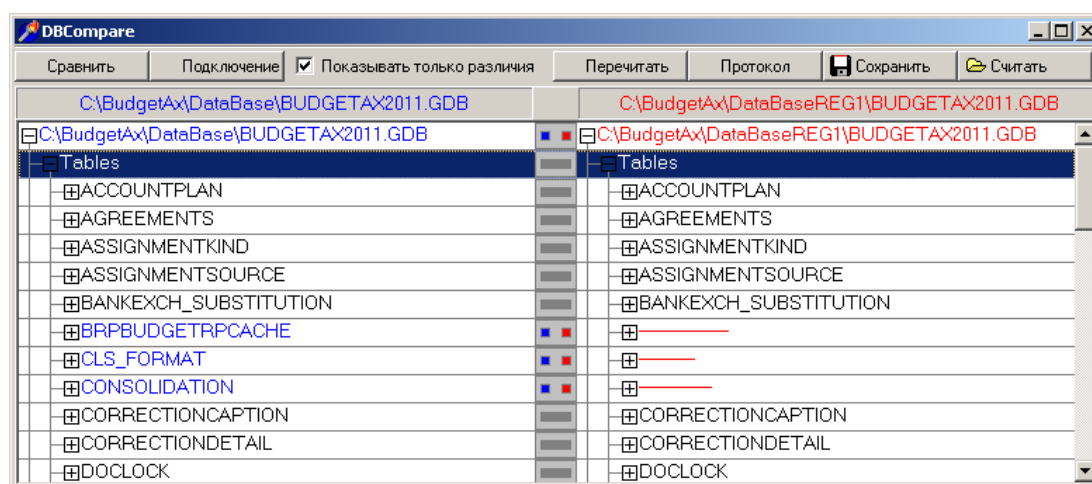 DBCompare
Сравнить Подключение Показывать только различия Перечитать Протокол Сохранить Считать
C:\BudgetAx\DataBase\BUDGETAX2011.GDB C:\BudgetAx\DataBaseREG1\BUDGETAX2011.GDB
C:\BudgetAx\DataBase\BUDGETAX2011.GDB C:\BudgetAx\DataBaseREG1\BUDGETAX2011.GDB
Tables Tables
ACCOUNTPLAN ACCOUNTPLAN
AGREEMENTS AGREEMENTS
ASSIGNMENTKIND ASSIGNMENTKIND
ASSIGNMENTSOURCE ASSIGNMENTSOURCE
BANKEXCH_SUBSTITUTION BANKEXCH_SUBSTITUTION
BRPBUDGETRPCACHE
CLS_FORMAT
CONSOLIDATION
CORRECTIONCAPTION CORRECTIONCAPTION
CORRECTIONDETAIL CORRECTIONDETAIL
DOCLOCK DOCLOCK